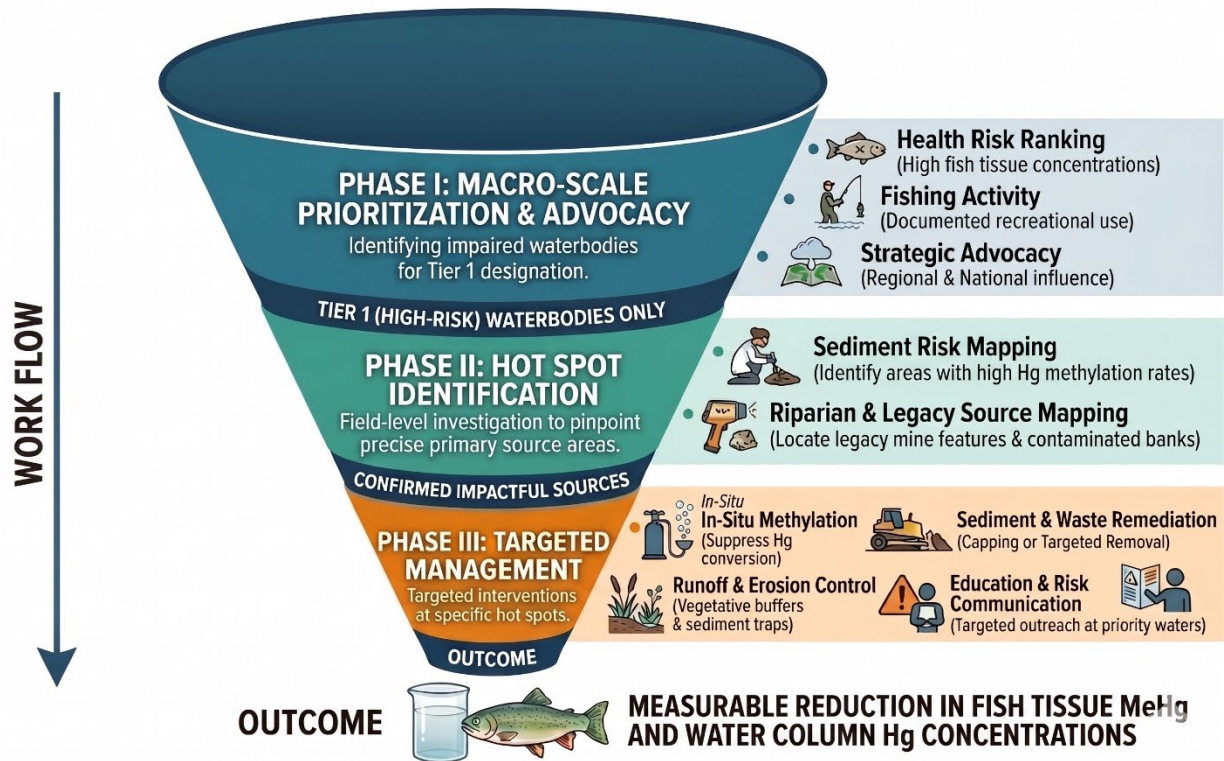 WORK FLOW
PHASE I: MACRO-SCALE
PRIORITIZATION & ADVOCACY
Identifying impaired waterbodies
for Tier 1 designation.
Health Risk Ranking
(High fish tissue concentrations)
Fishing Activity
(Documented recreational use)
Strategic Advocacy
(Regional & National influence)
TIER 1 (HIGH-RISK) WATERBODIES ONLY
PHASE II: HOT SPOT
IDENTIFICATION
Field-level investigation to pinpoint
precise primary source areas.
Sediment Risk Mapping
(Identify areas with high Hg methylation rates)
Riparian & Legacy Source Mapping
(Locate legacy mine features & contaminated banks)
CONFIRMED IMPACTFUL SOURCES
PHASE III: TARGETED
MANAGEMENT
Targeted interventions
at specific hot spots.
In-Situ
In-Situ Methylation
(Suppress Hg
conversion)
Sediment & Waste Remediation
(Capping or Targeted Removal)
Runoff & Erosion Control
(Vegetative buffers
& sediment traps)
Education & Risk
Communication
(Targeted outreach at priority waters)
OUTCOME
OUTCOME
MEASURABLE REDUCTION IN FISH TISSUE MeHg
AND WATER COLUMN Hg CONCENTRATIONS